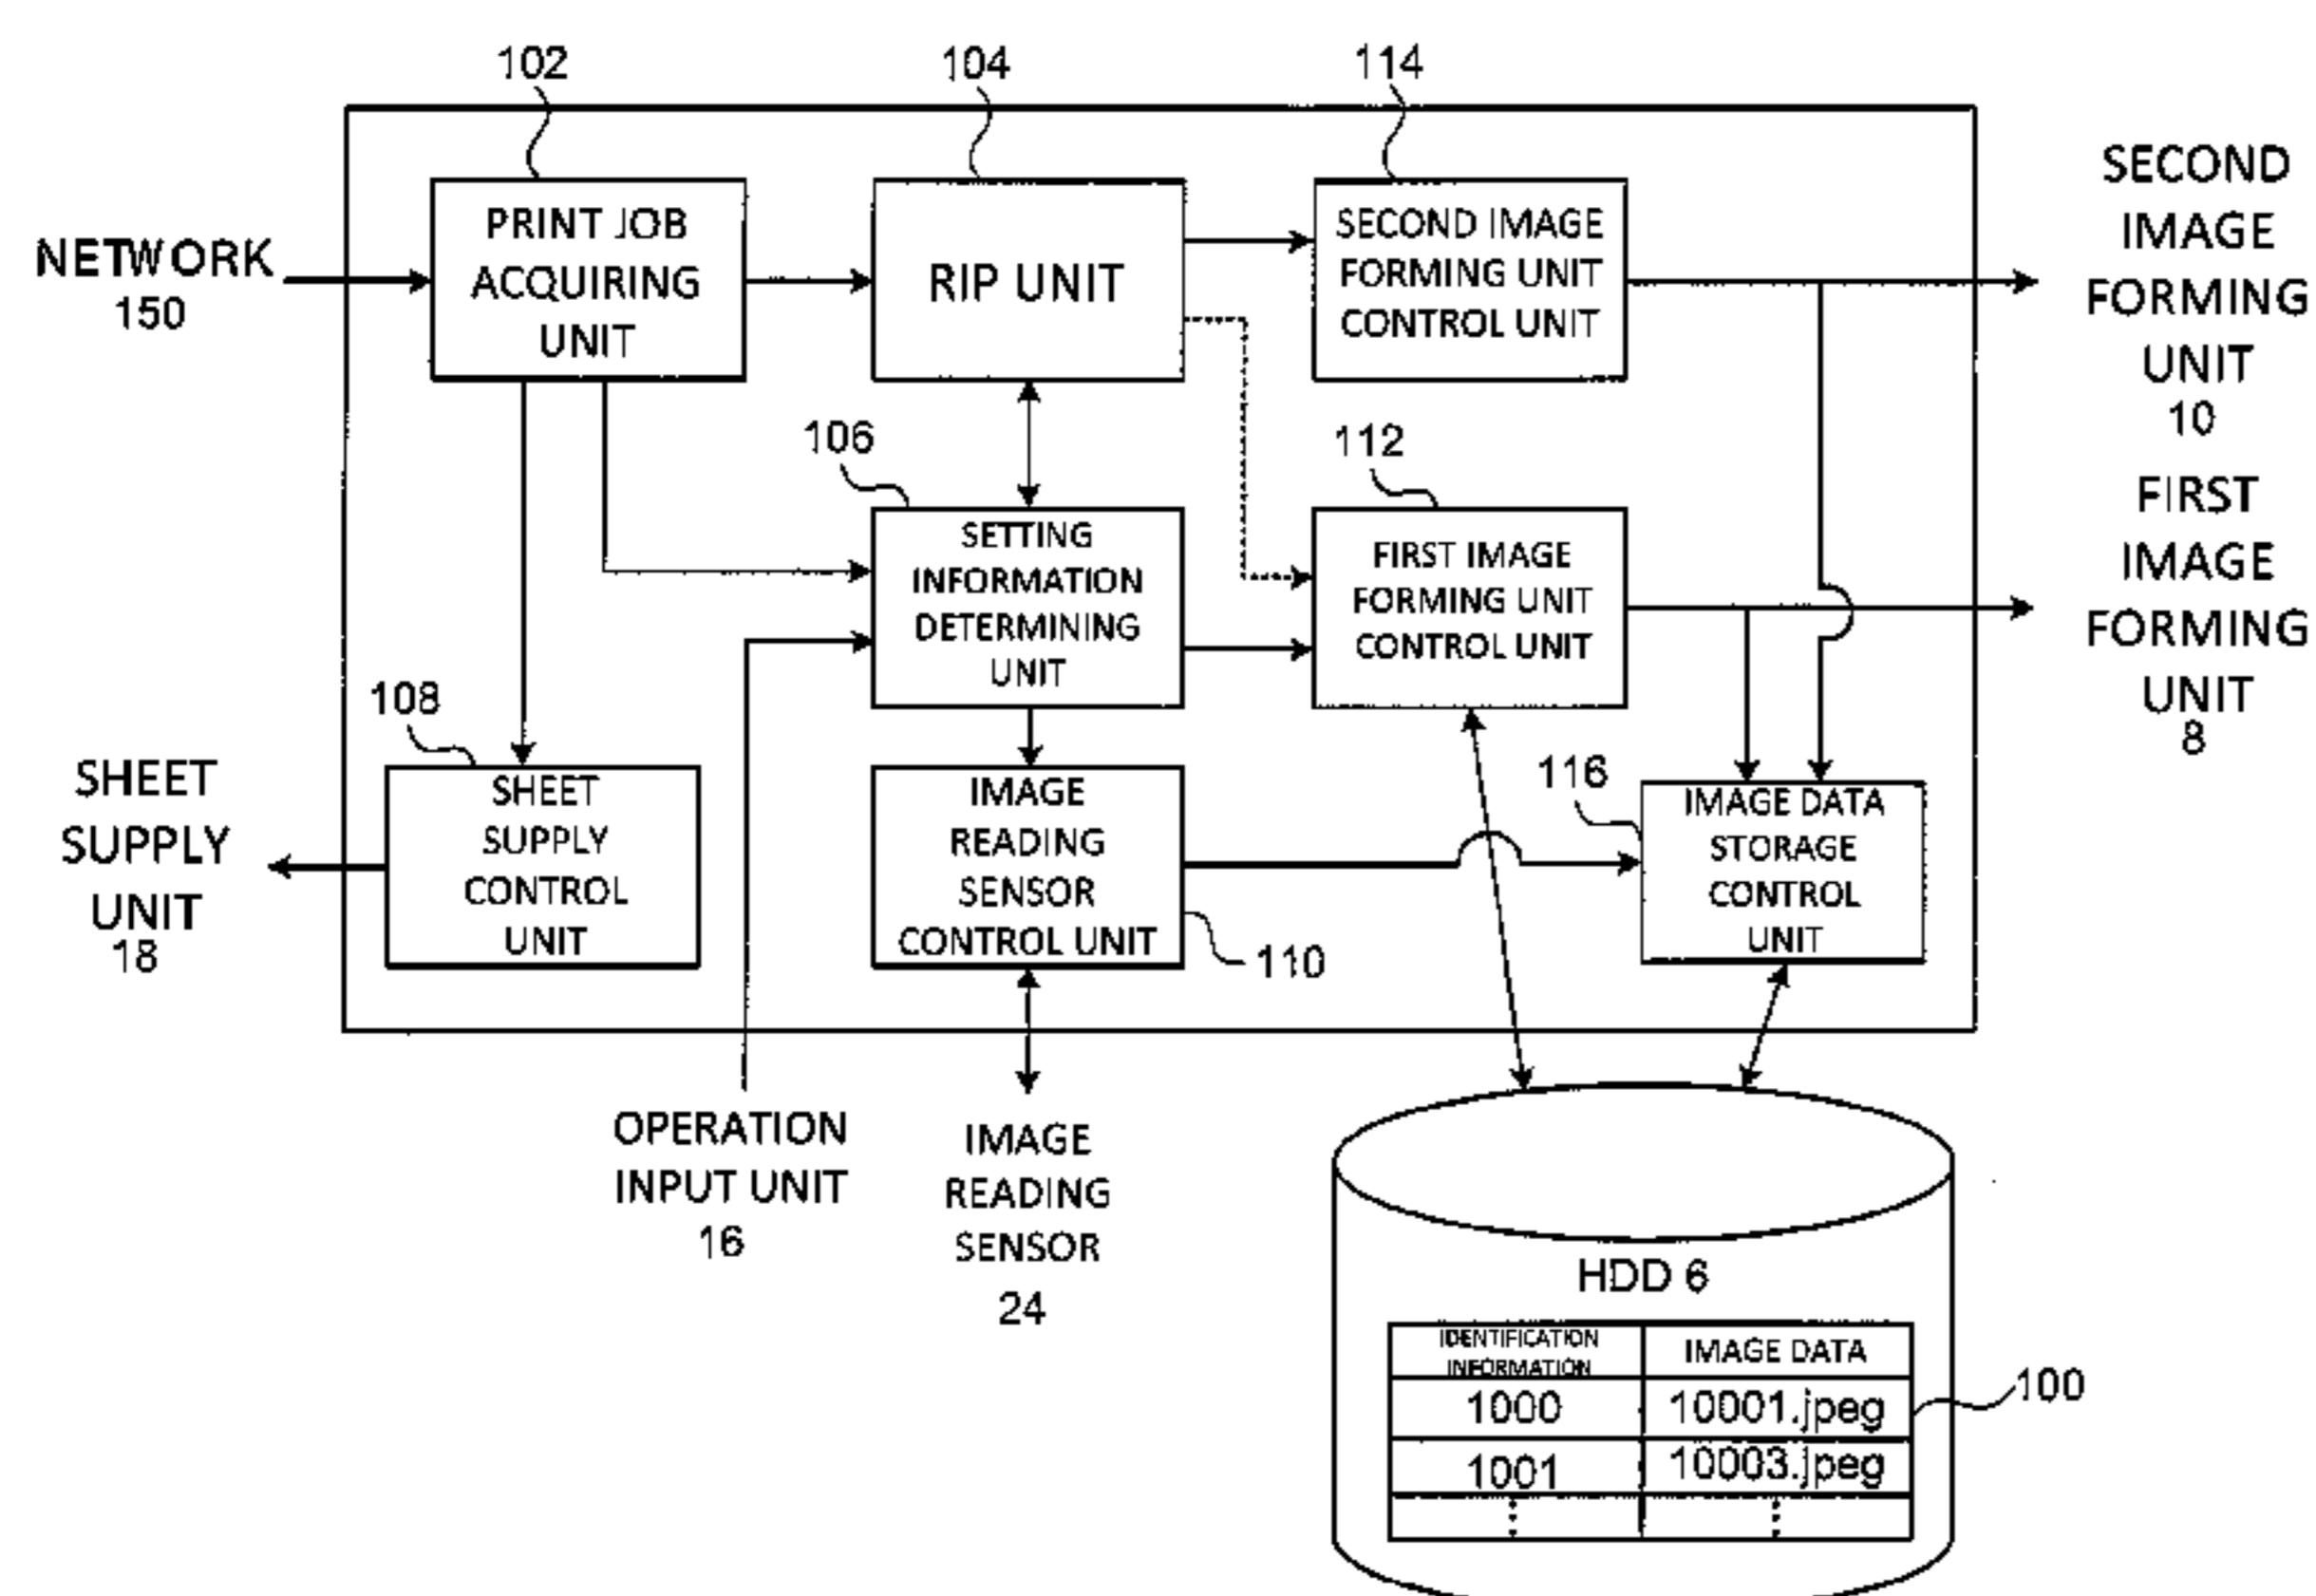 102
104
114
NETWORK
150
PRINT JOB
ACQUIRING
UNIT
RIP UNIT
SECOND IMAGE
FORMING UNIT
CONTROL UNIT
SECOND
IMAGE
FORMING
UNIT
10
106
112
SETTING
INFORMATION
DETERMINING
UNIT
FIRST IMAGE
FORMING UNIT
CONTROL UNIT
FIRST
IMAGE
FORMING
UNIT
8
108
SHEET
SUPPLY
UNIT
18
SHEET
SUPPLY
CONTROL
UNIT
IMAGE
READING
SENSOR
CONTROL UNIT
110
116
IMAGE DATA
STORAGE
CONTROL
UNIT
OPERATION
INPUT UNIT
16
IMAGE
READING
SENSOR
24
HDD 6
IDENTIFICATION
INFORMATION
IMAGE DATA
1000
10001.jpeg
100
1001
10003.jpeg